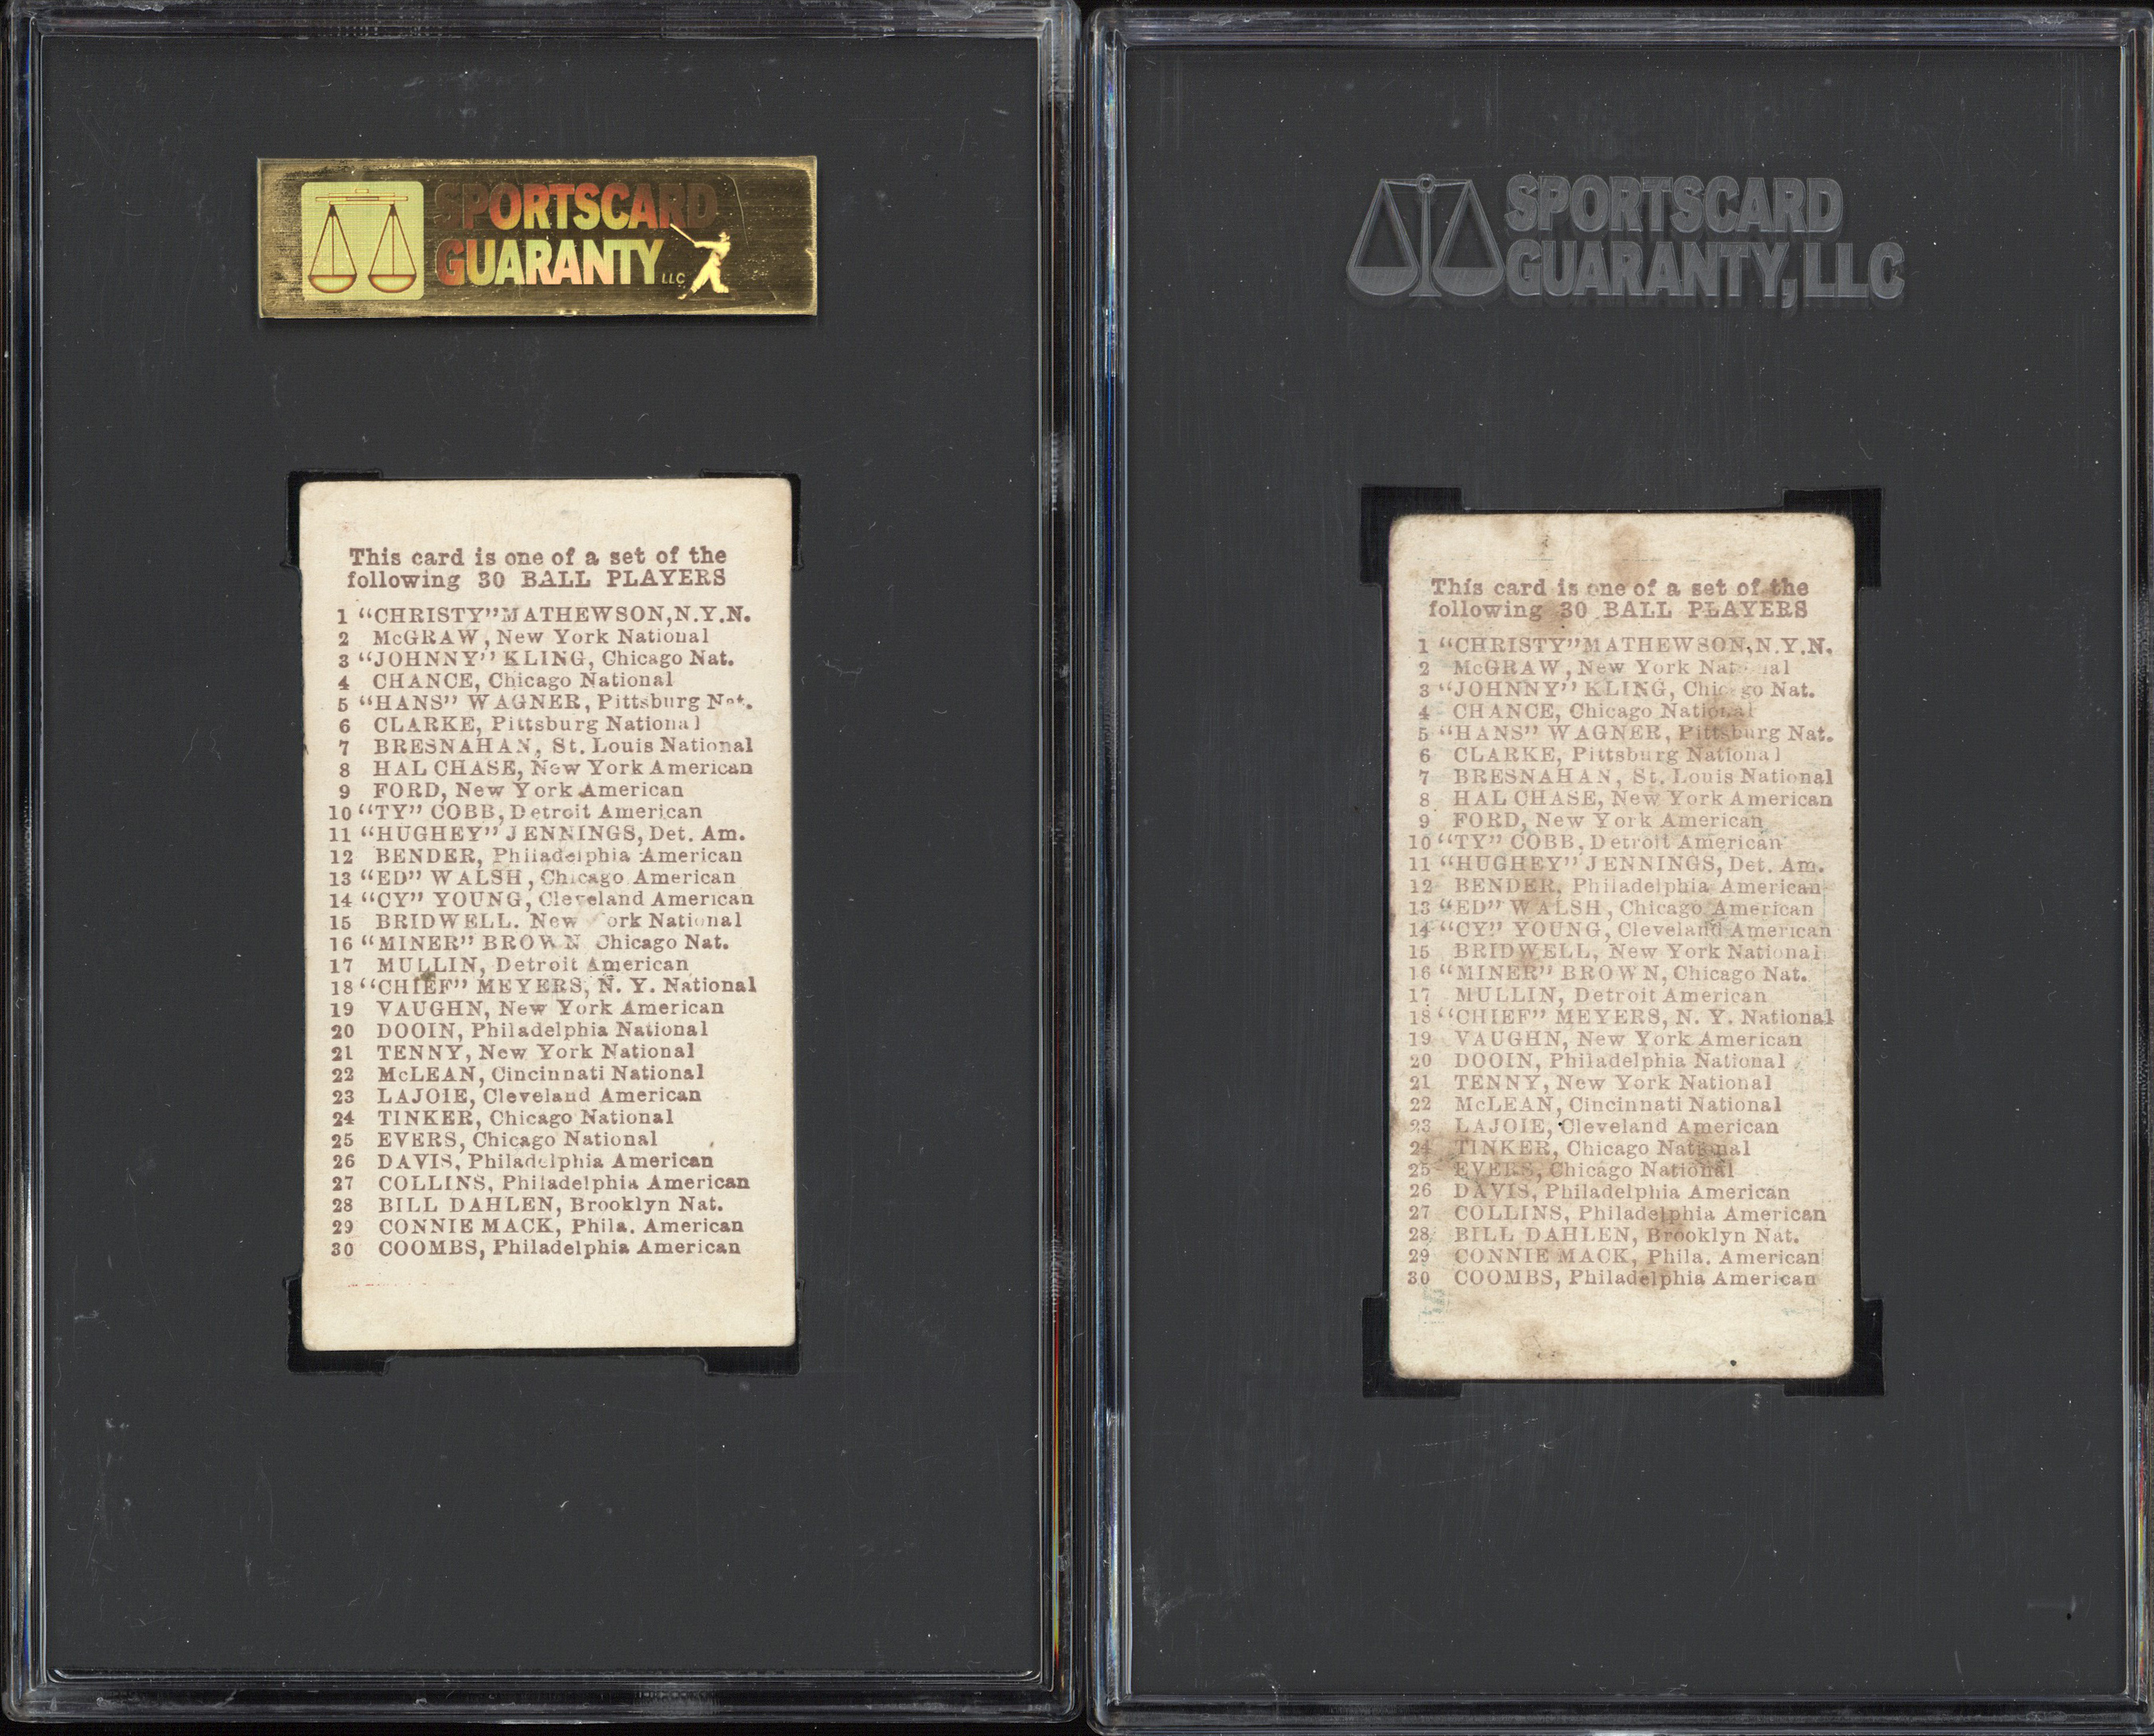 SPORTSCARD
GUARANTY LLC
This card is one of a set of the
following 30 BALL PLAYERS
1 "CHRISTY" MATHEWSON, N.Y.N.
2 McGRAW, New York National
3 "JOHNNY" KLING, Chicago Nat.
4 CHANCE, Chicago National
5 "HANS" WAGNER, Pittsburg Nat.
6 CLARKE, Pittsburg National
7 BRESNAHAN, St. Louis National
8 HAL CHASE, New York American
9 FORD, New York American
10 "TY" COBB, Detroit American
11 "HUGHEY" JENNINGS, Det. Am.
12 BENDER, Philadelphia American
13 "ED" WALSH, Chicago American
14 "CY" YOUNG, Cleveland American
15 BRIDWELL. New ork National
16 "MINER" BROWN Chicago Nat.
17 MULLIN, Detroit American
18 "CHIEF" MEYERS, N. Y. National
19 VAUGHN, New York American
20 DOOIN, Philadelphia National
21 TENNY, New York National
22 McLEAN, Cincinnati National
23 LAJOIE, Cleveland American
24 TINKER, Chicago National
25 EVERS, Chicago National
26 DAVIS, Philadelphia American
27 COLLINS, Philadelphia American
28 BILL DAHLEN, Brooklyn Nat.
29 CONNIE MACK, Phila. American
30 COOMBS, Philadelphia American
SPORTSCARD
GUARANTY, LLC
This card is one of a set of the
following 30 BALL PLAYERS
1 "CHRISTY" MATHEWSON, N.Y.N.
2 McGRAW, New York National
3 "JOHNNY" KLING, Chicago Nat.
4 CHANCE, Chicago National
5 "HANS" WAGNER, Pittsburg Nat.
6 CLARKE, Pittsburg National
7 BRESNAHAN, St. Louis National
8 HAL CHASE, New York American
9 FORD, New York American
10 "TY" COBB, Detroit American
11 "HUGHEY" JENNINGS, Det. Am.
12 BENDER, Philadelphia American
13 "ED" WALSH, Chicago American
14 "CY" YOUNG, Cleveland American
15 BRIDWELL, New York National
16 "MINER" BROWN, Chicago Nat.
17 MULLIN, Detroit American
18 "CHIEF" MEYERS, N. Y. National
19 VAUGHN, New York American
20 DOOIN, Philadelphia National
21 TENNY, New York National
22 McLEAN, Cincinnati National
23 LAJOIE, Cleveland American
24 TINKER, Chicago National
25 EVERS, Chicago National
26 DAVIS, Philadelphia American
27 COLLINS, Philadelphia American
28 BILL DAHLEN, Brooklyn Nat.
29 CONNIE MACK, Phila. American
30 COOMBS, Philadelphia American